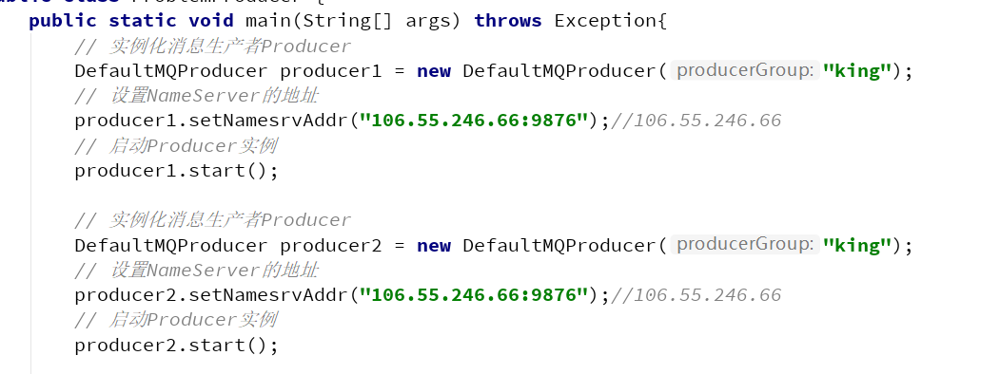 public class ProblemProducer {
public static void main(String[] args) throws Exception{
// 实例化消息生产者Producer
DefaultMQProducer producer1 = new DefaultMQProducer( producerGroup: "king");
// 设置NameServer的地址
producer1.setNamesrvAddr("106.55.246.66:9876");//106.55.246.66
// 启动Producer实例
producer1.start();
// 实例化消息生产者Producer
DefaultMQProducer producer2 = new DefaultMQProducer( producerGroup: "king");
// 设置NameServer的地址
producer2.setNamesrvAddr("106.55.246.66:9876");//106.55.246.66
// 启动Producer实例
producer2.start();